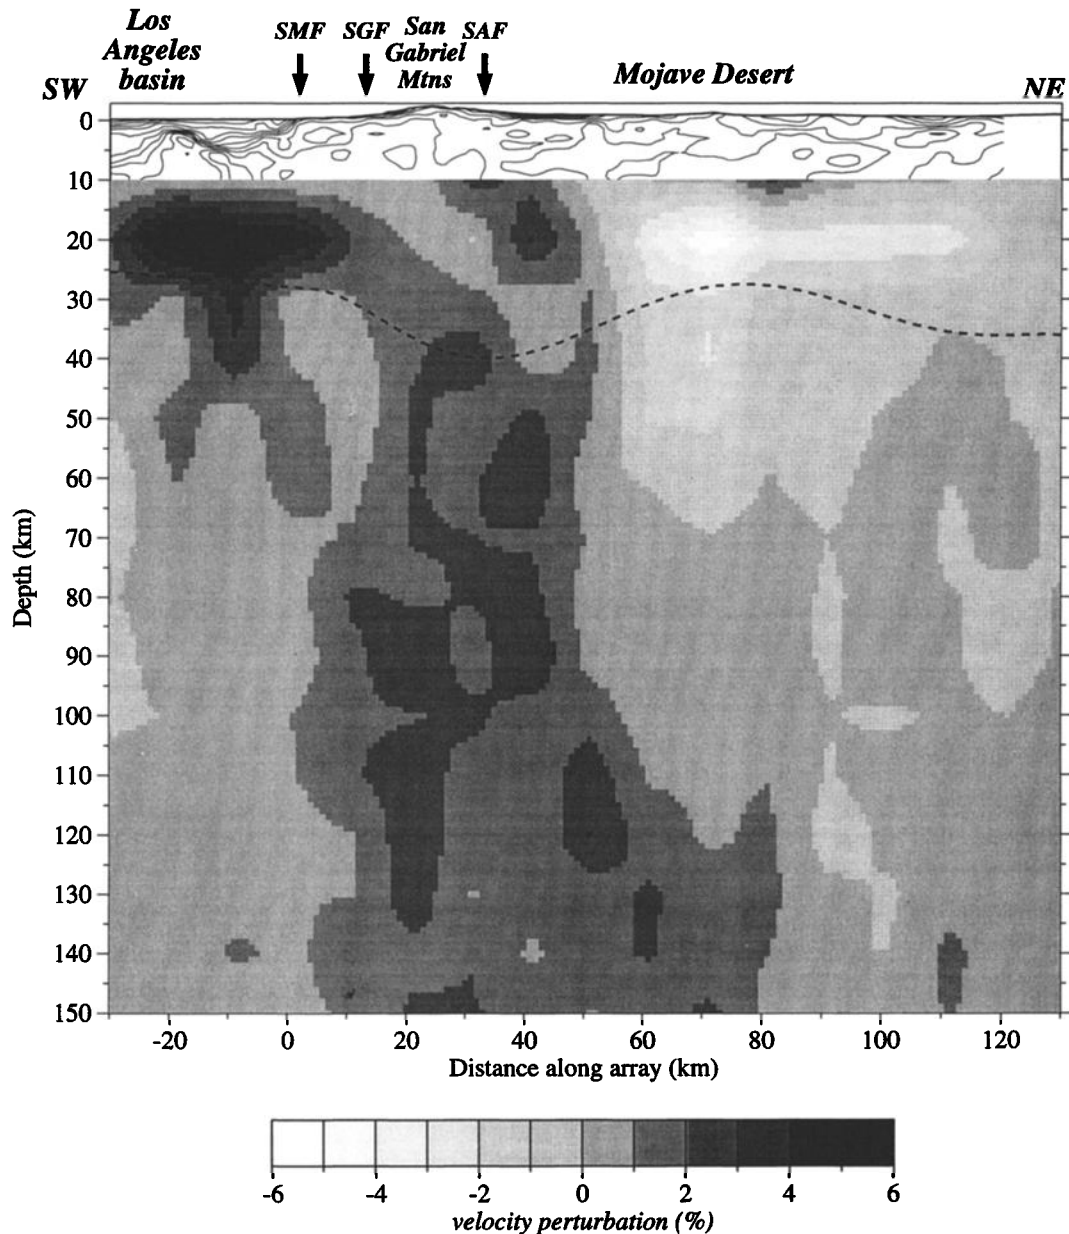 Los Angeles basin
SMF
SGF
San Gabriel Mtns
SAF
SW
Mojave Desert
NE
0
10
20
30
40
50
60
70
80
90
100
110
120
130
140
150
Depth (km)
-20 0 20 40 60 80 100 120
Distance along array (km)
-6 -4 -2 0 2 4 6
velocity perturbation (%)